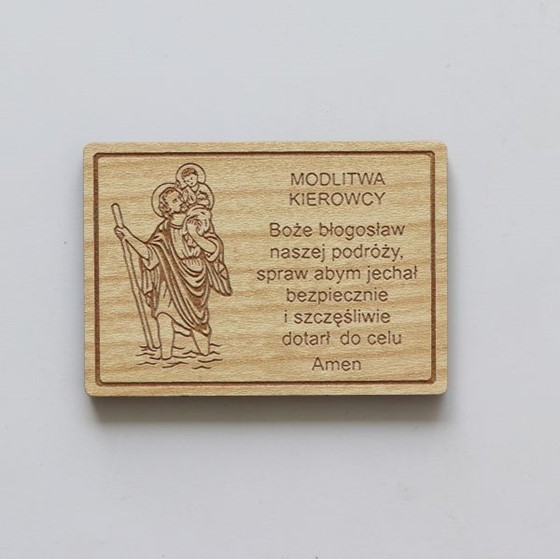 MODLITWA
KIEROWCY
Boże błogosław
naszej podróży,
spraw abym jechał
bezpiecznie
i szczęśliwie
dotarł do celu
Amen